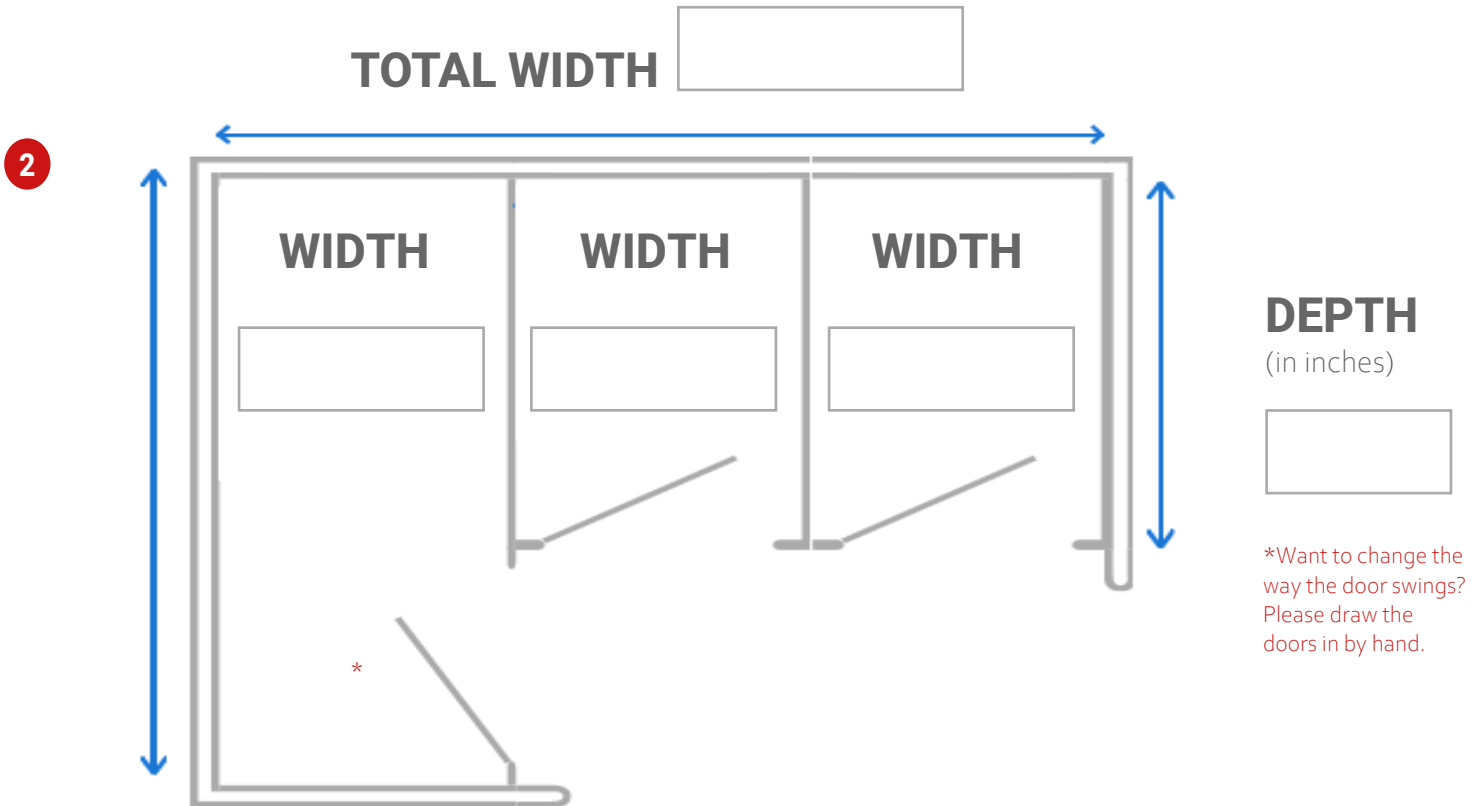 TOTAL WIDTH
2
WIDTH WIDTH WIDTH
DEPTH
(in inches)
*Want to change the
way the door swings?
Please draw the
doors in by hand.
*